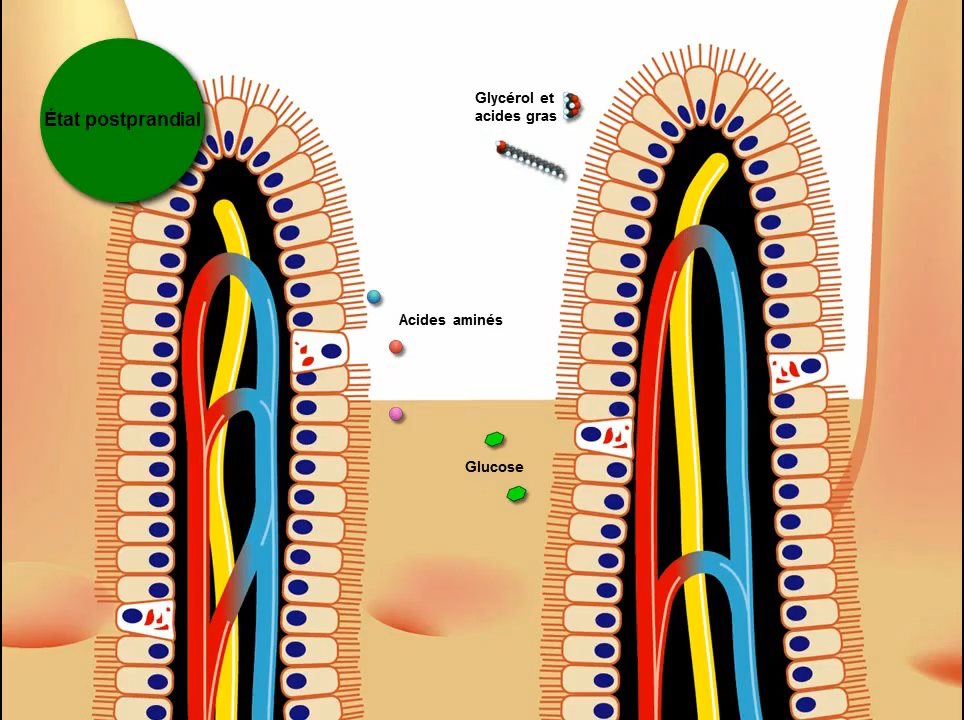 État postprandial
Glycérol et
acides gras
Acides aminés
Glucose